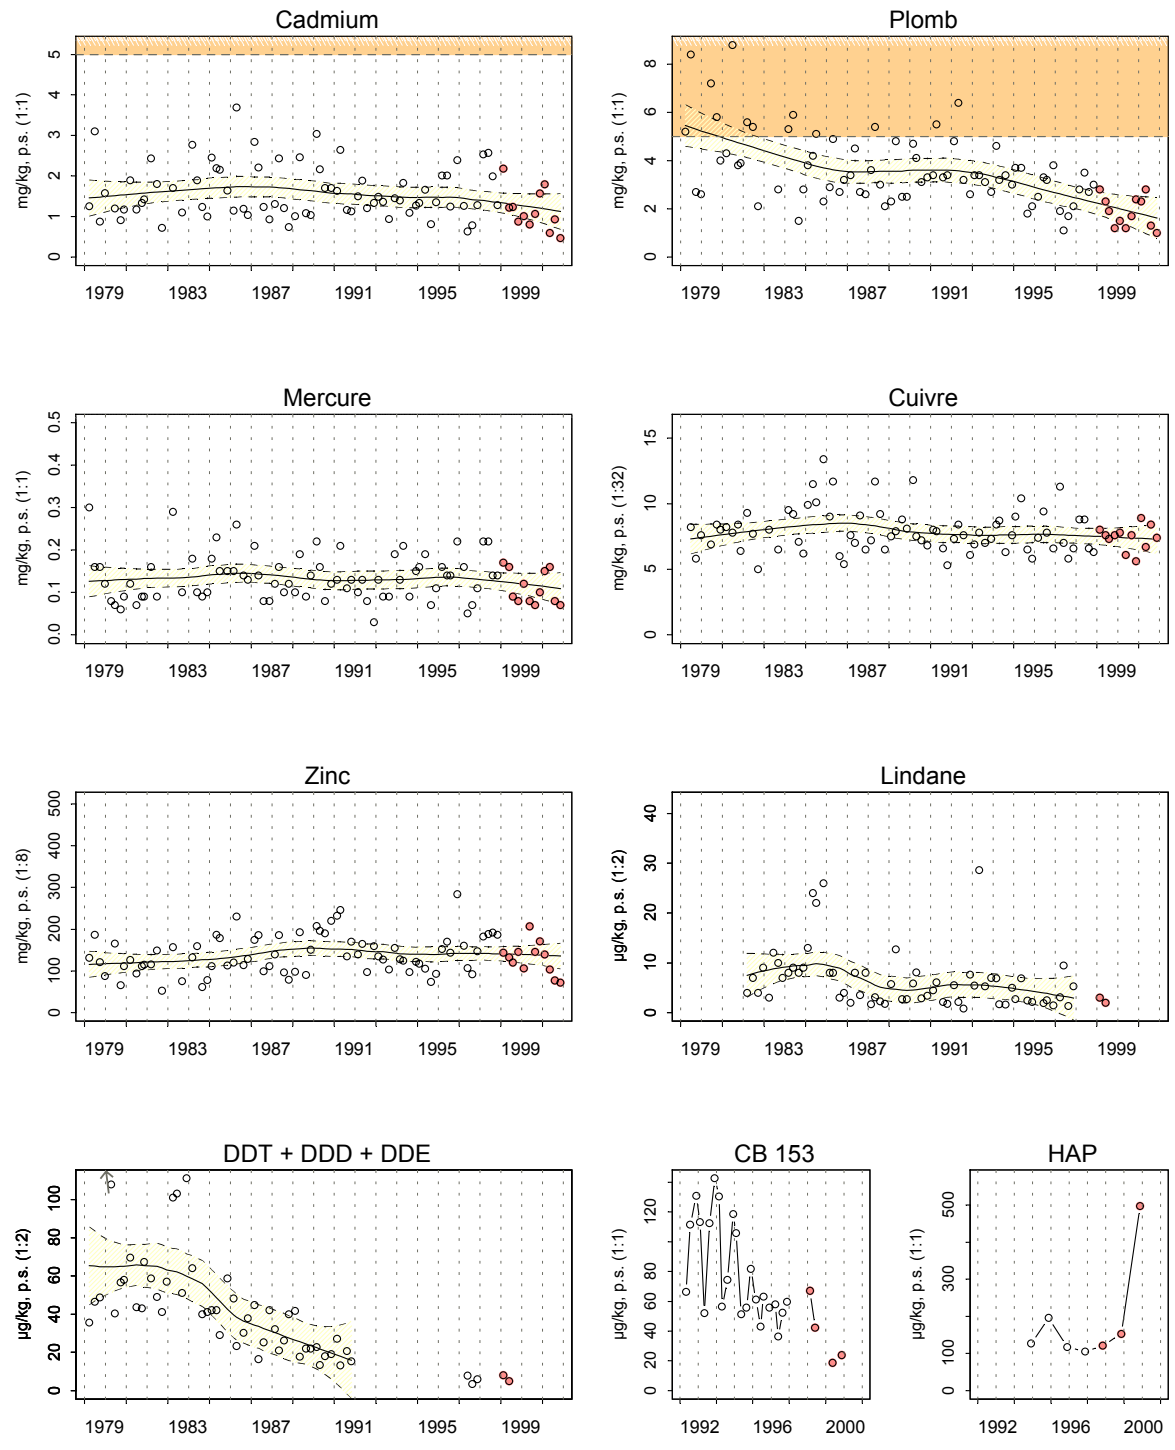 Cadmium
mg/kg, p.s. (1:1)
0 1 2 3 4 5
1979 1983 1987 1991 1995 1999
Plomb
mg/kg, p.s. (1:1)
0 2 4 6 8
1979 1983 1987 1991 1995 1999
Mercure
mg/kg, p.s. (1:1)
0.0 0.1 0.2 0.3 0.4 0.5
1979 1983 1987 1991 1995 1999
Cuivre
mg/kg, p.s. (1:32)
0 5 10 15
1979 1983 1987 1991 1995 1999
Zinc
mg/kg, p.s. (1:8)
0 100 200 300 400 500
1979 1983 1987 1991 1995 1999
Lindane
µg/kg, p.s. (1:2)
0 10 20 30 40
1979 1983 1987 1991 1995 1999
DDT + DDD + DDE
µg/kg, p.s. (1:2)
0 20 40 60 80 100
1979 1983 1987 1991 1995 1999
CB 153
µg/kg, p.s. (1:1)
0 20 40 60 80 120
1992 1996 2000
HAP
µg/kg, p.s. (1:1)
0 100 300 500
1992 1996 2000